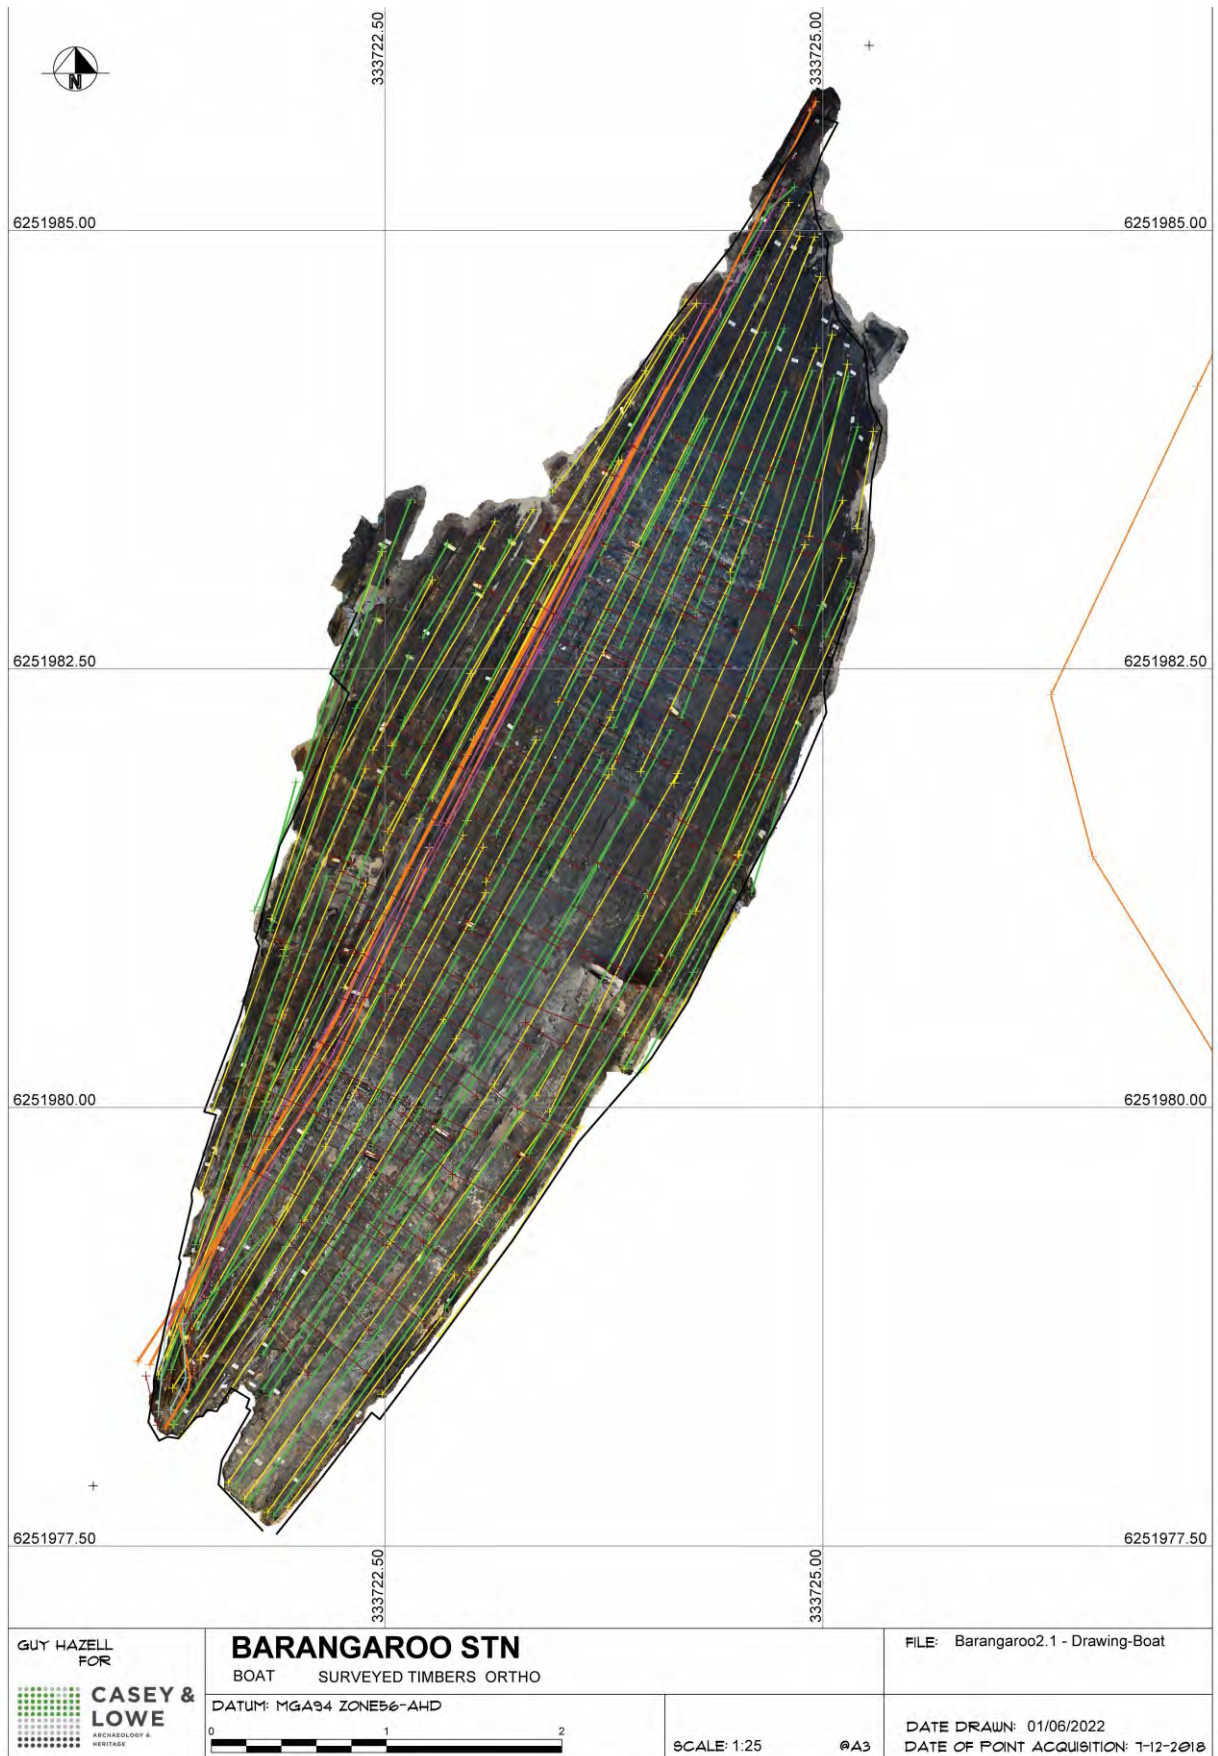 333722.50
333725.00
N
6251985.00
6251985.00
6251982.50
6251982.50
6251980.00
6251980.00
6251977.50
6251977.50
333722.50
333725.00
GUY HAZELL
FOR
CASEY &
LOWE
ARCHAEOLOGY &
HERITAGE
BARANGAROO STN
BOAT SURVEYED TIMBERS ORTHO
DATUM: MGA94 ZONE56-AHD
0 1 2
SCALE: 1:25 @A3
FILE: Barangaroo2.1 - Drawing-Boat
DATE DRAWN: 01/06/2022
DATE OF POINT ACQUISITION: 7-12-2018